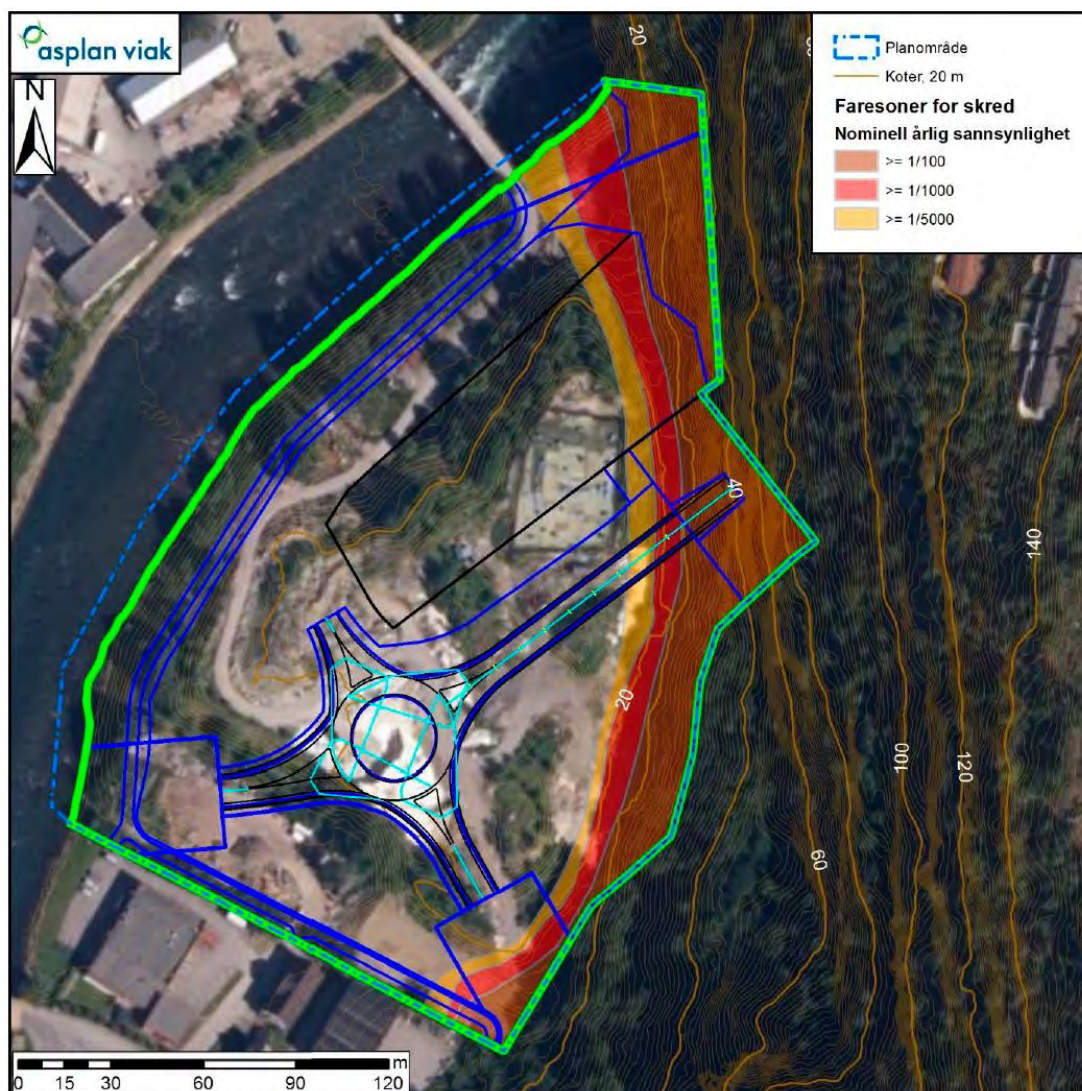 asplan viak
N
Planområde
Koter, 20 m
Faresoner for skred
Nominell årlig sannsynlighet
>= 1/100
>= 1/1000
>= 1/5000
20
40
140
20
100
120
60
m
0 15 30 60 90 120